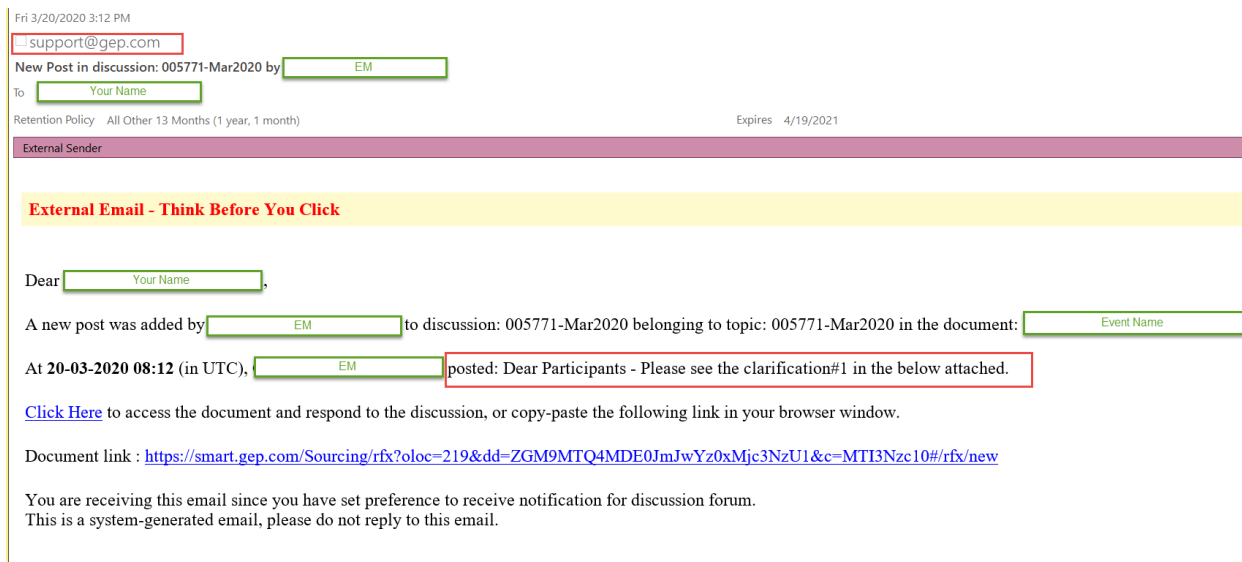 Fri 3/20/2020 3:12 PM
support@gep.com
New Post in discussion: 005771-Mar2020 by EM
To Your Name
Retention Policy All Other 13 Months (1 year, 1 month) Expires 4/19/2021
External Sender
External Email - Think Before You Click
Dear Your Name,
A new post was added by EM to discussion: 005771-Mar2020 belonging to topic: 005771-Mar2020 in the document: Event Name
At 20-03-2020 08:12 (in UTC), EM posted: Dear Participants - Please see the clarification#1 in the below attached.
Click Here to access the document and respond to the discussion, or copy-paste the following link in your browser window.
Document link : https://smart.gep.com/Sourcing/rfx?oloc=219&dd=ZGM9MTQ4MDE0JmJwYz0xMjc3NzU1&c=MTI3Nzc10#/rfx/new
You are receiving this email since you have set preference to receive notification for discussion forum.
This is a system-generated email, please do not reply to this email.